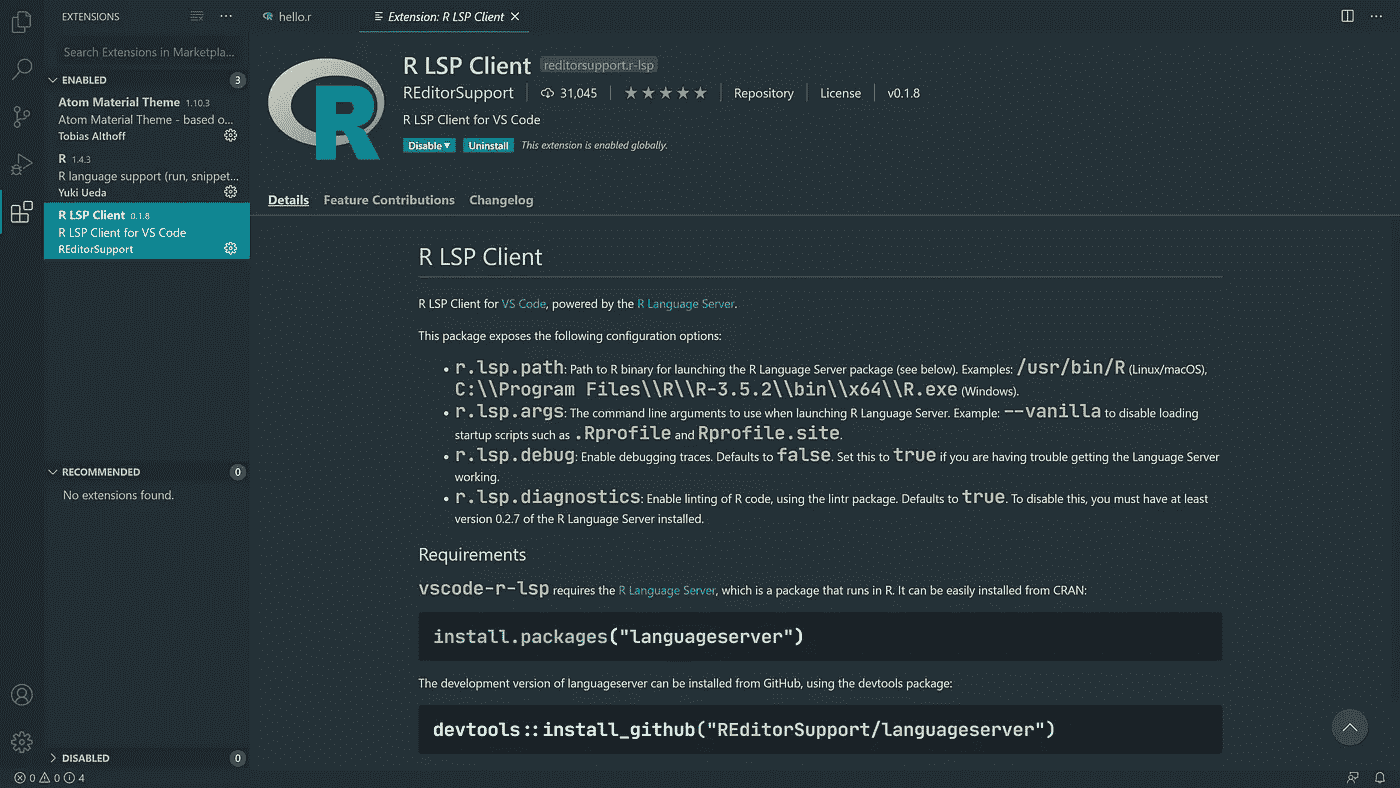 EXTENSIONS
Search Extensions in Marketpla...
ENABLED 3
Atom Material Theme 1.10.3
Atom Material Theme - based o...
Tobias Althoff
R 1.4.3
R language support (run, snippet...
Yuki Ueda
R LSP Client 0.1.8
R LSP Client for VS Code
REditorSupport
RECOMMENDED 0
No extensions found.
DISABLED 0
hello.r Extension: R LSP Client
R
R LSP Client reditorsupport.r-lsp
REditorSupport 31,045 ★★★★★ Repository License v0.1.8
R LSP Client for VS Code
Disable▼ Uninstall This extension is enabled globally.
Details Feature Contributions Changelog
R LSP Client
R LSP Client for VS Code, powered by the R Language Server.
This package exposes the following configuration options:
• r.lsp.path: Path to R binary for launching the R Language Server package (see below). Examples: /usr/bin/R (Linux/macOS),
C:\\Program Files\\R\\R-3.5.2\\bin\\x64\\R.exe (Windows).
• r.lsp.args: The command line arguments to use when launching R Language Server. Example: --vanilla to disable loading
startup scripts such as .Rprofile and Rprofile.site.
• r.lsp.debug: Enable debugging traces. Defaults to false. Set this to true if you are having trouble getting the Language Server
working.
• r.lsp.diagnostics: Enable linting of R code, using the lintr package. Defaults to true. To disable this, you must have at least
version 0.2.7 of the R Language Server installed.
Requirements
vscode-r-lsp requires the R Language Server, which is a package that runs in R. It can be easily installed from CRAN:
install.packages("languageserver")
The development version of languageserver can be installed from GitHub, using the devtools package:
devtools::install_github("REditorSupport/languageserver")
0 0 4